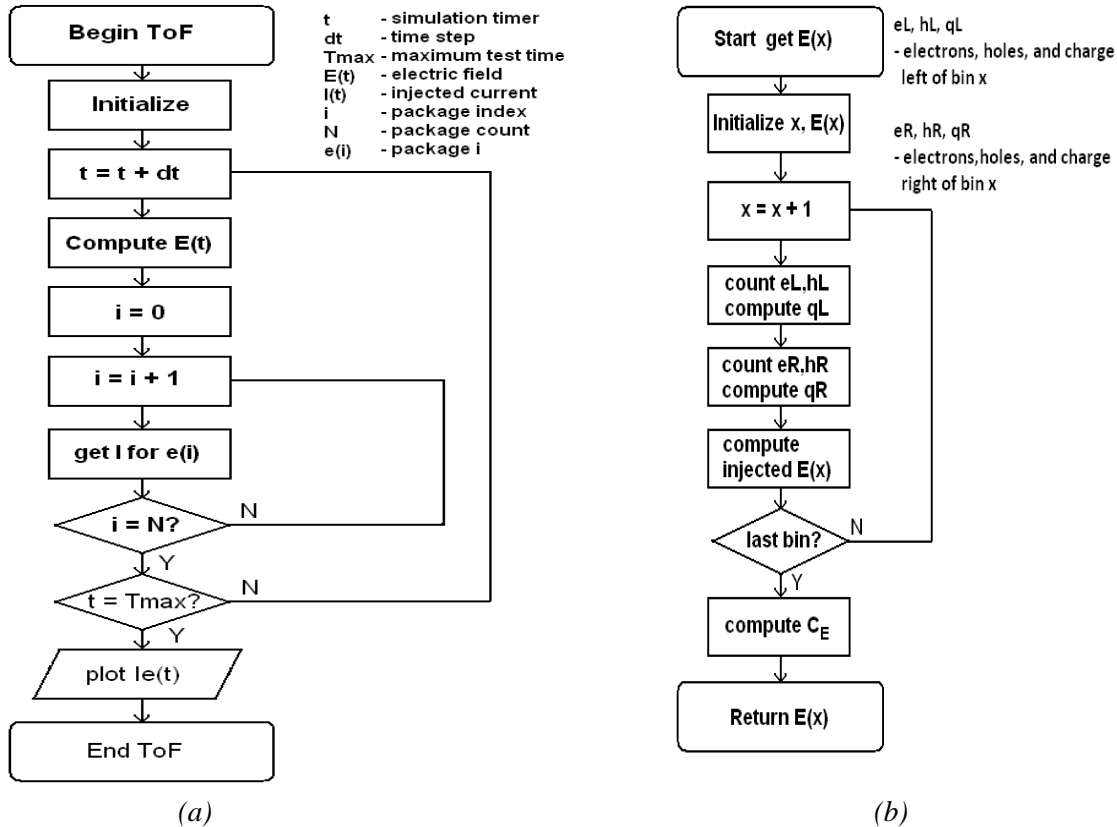 Begin ToF
Initialize
t = t + dt
Compute E(t)
i = 0
i = i + 1
get I for e(i)
i = N?
N
Y
t = Tmax?
N
Y
plot Ie(t)
End ToF
t - simulation timer
dt - time step
Tmax - maximum test time
E(t) - electric field
I(t) - injected current
i - package index
N - package count
e(i) - package i
(a)
Start get E(x)
Initialize x, E(x)
x = x + 1
count eL,hL
compute qL
count eR,hR
compute qR
compute
injected E(x)
last bin?
N
Y
compute CE
Return E(x)
eL, hL, qL
- electrons, holes, and charge
left of bin x
eR, hR, qR
- electrons,holes, and charge
right of bin x
(b)